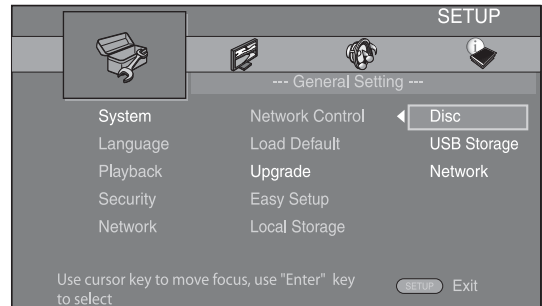 SETUP
--- General Setting ---
System
Language
Playback
Security
Network
Network Control
Load Default
Upgrade
Easy Setup
Local Storage
Disc
USB Storage
Network
Use cursor key to move focus, use "Enter" key
to select
SETUP Exit